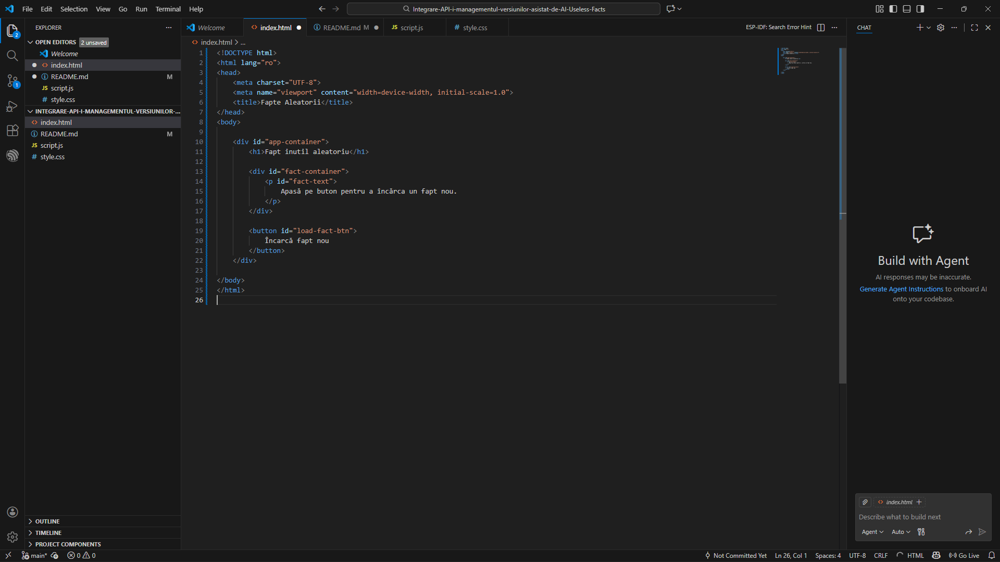 File Edit Selection View Go Run Terminal Help
Integrare-API-i-managementul-versiunilor-asistat-de-AI-Useless-Facts
EXPLORER
OPEN EDITORS 2 unsaved
Welcome
index.html
README.md M
script.js
style.css
INTEGRARE-API-I-MANAGEMENTUL-VERSIUNILOR-...
index.html
README.md M
script.js
style.css
OUTLINE
TIMELINE
PROJECT COMPONENTS
Welcome index.html README.md M script.js style.css
ESP-IDF: Search Error Hint
index.html > ...
1 <!DOCTYPE html>
2 <html lang="ro">
3 <head>
4 <meta charset="UTF-8">
5 <meta name="viewport" content="width=device-width, initial-scale=1.0">
6 <title>Fapte Aleatorii</title>
7 </head>
8 <body>
9
10 <div id="app-container">
11 <h1>Fapt inutil aleatoriu</h1>
12
13 <div id="fact-container">
14 <p id="fact-text">
15 Apasă pe buton pentru a încărca un fapt nou.
16 </p>
17 </div>
18
19 <button id="load-fact-btn">
20 Încarcă fapt nou
21 </button>
22 </div>
23
24 </body>
25 </html>
26
CHAT
Build with Agent
AI responses may be inaccurate.
Generate Agent Instructions to onboard AI
onto your codebase.
index.html
Describe what to build next
Agent Auto
2
1
main* 0 0
Not Committed Yet Ln 26, Col 1 Spaces: 4 UTF-8 CRLF HTML Go Live